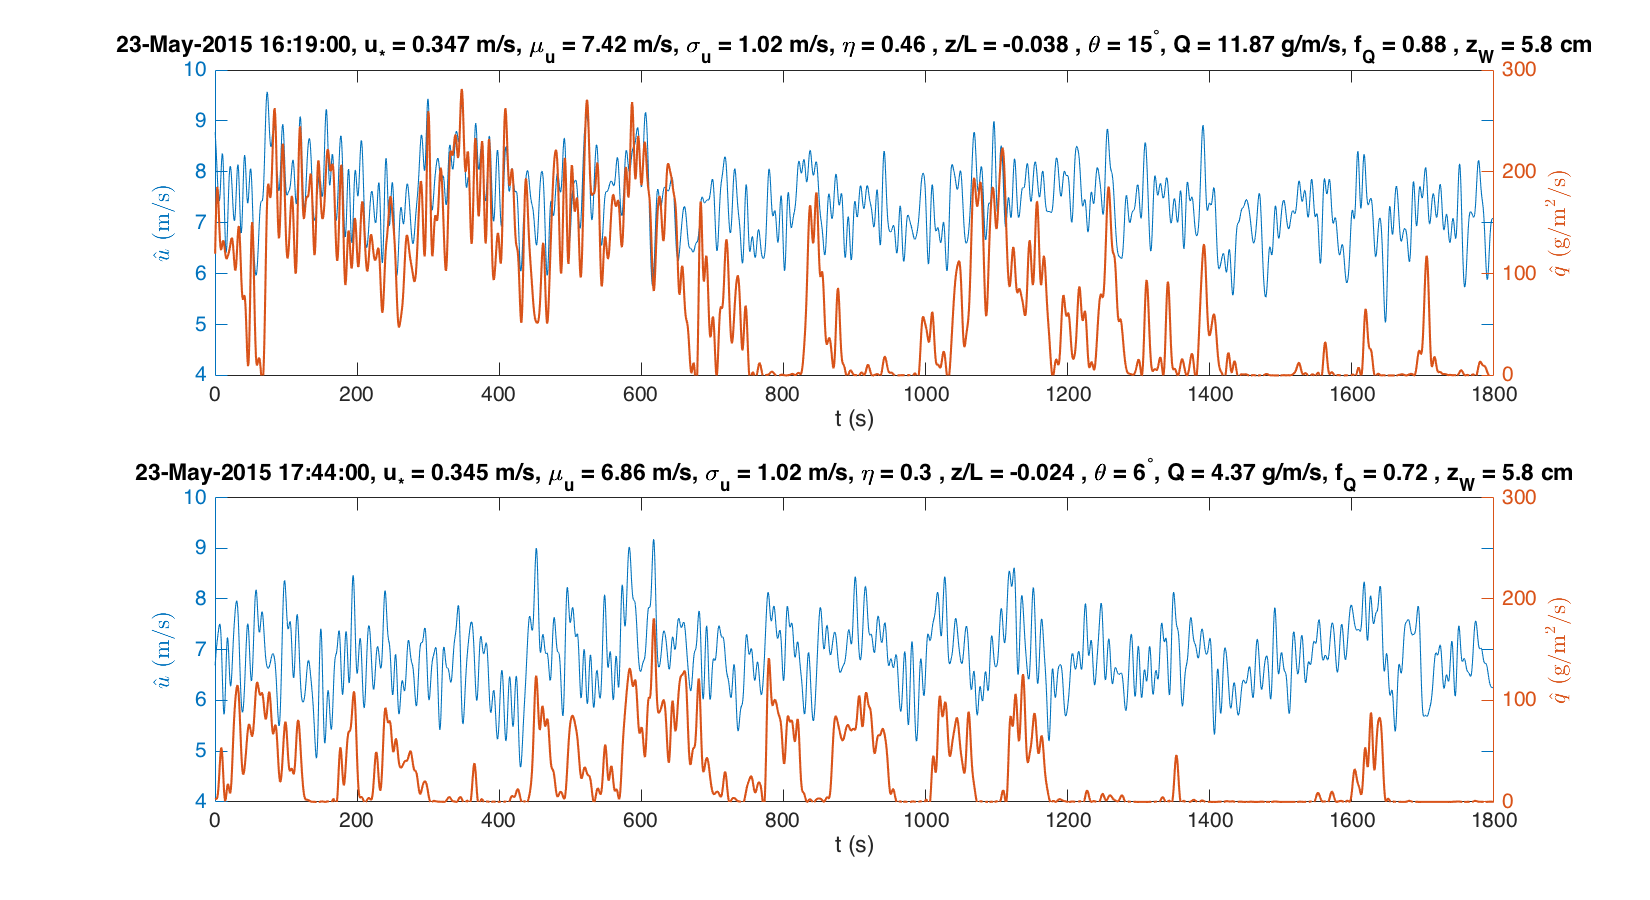 23-May-2015 16:19:00, u* = 0.347 m/s, μu = 7.42 m/s, σu = 1.02 m/s, η = 0.46 , z/L = -0.038 , θ = 15°, Q = 11.87 g/m/s, fQ = 0.88 , zW = 5.8 cm
10 300
9
8 200
7
6 100
5
4 0
û (m/s)
q̂ (g/m²/s)
0 200 400 600 800 1000 1200 1400 1600 1800
t (s)
23-May-2015 17:44:00, u* = 0.345 m/s, μu = 6.86 m/s, σu = 1.02 m/s, η = 0.3 , z/L = -0.024 , θ = 6°, Q = 4.37 g/m/s, fQ = 0.72 , zW = 5.8 cm
10 300
9
8 200
7
6 100
5
4 0
û (m/s)
q̂ (g/m²/s)
0 200 400 600 800 1000 1200 1400 1600 1800
t (s)